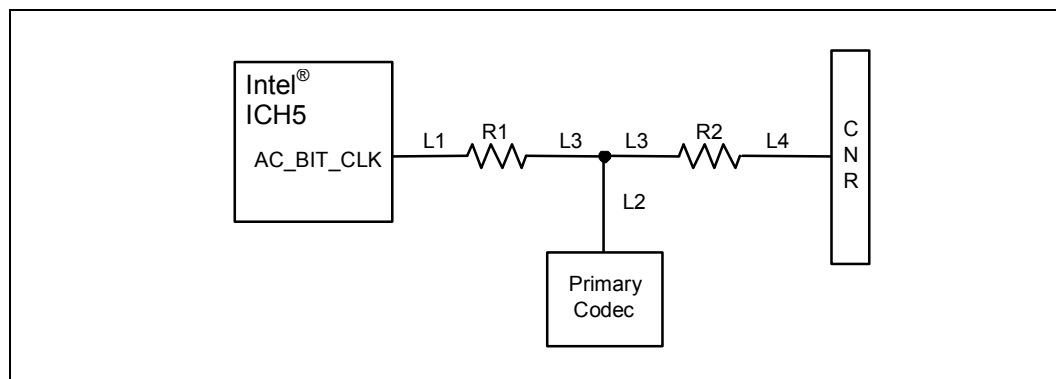 Intel®
ICH5
AC_BIT_CLK
L1
R1
L3
L3
R2
L4
L2
C
N
R
Primary
Codec